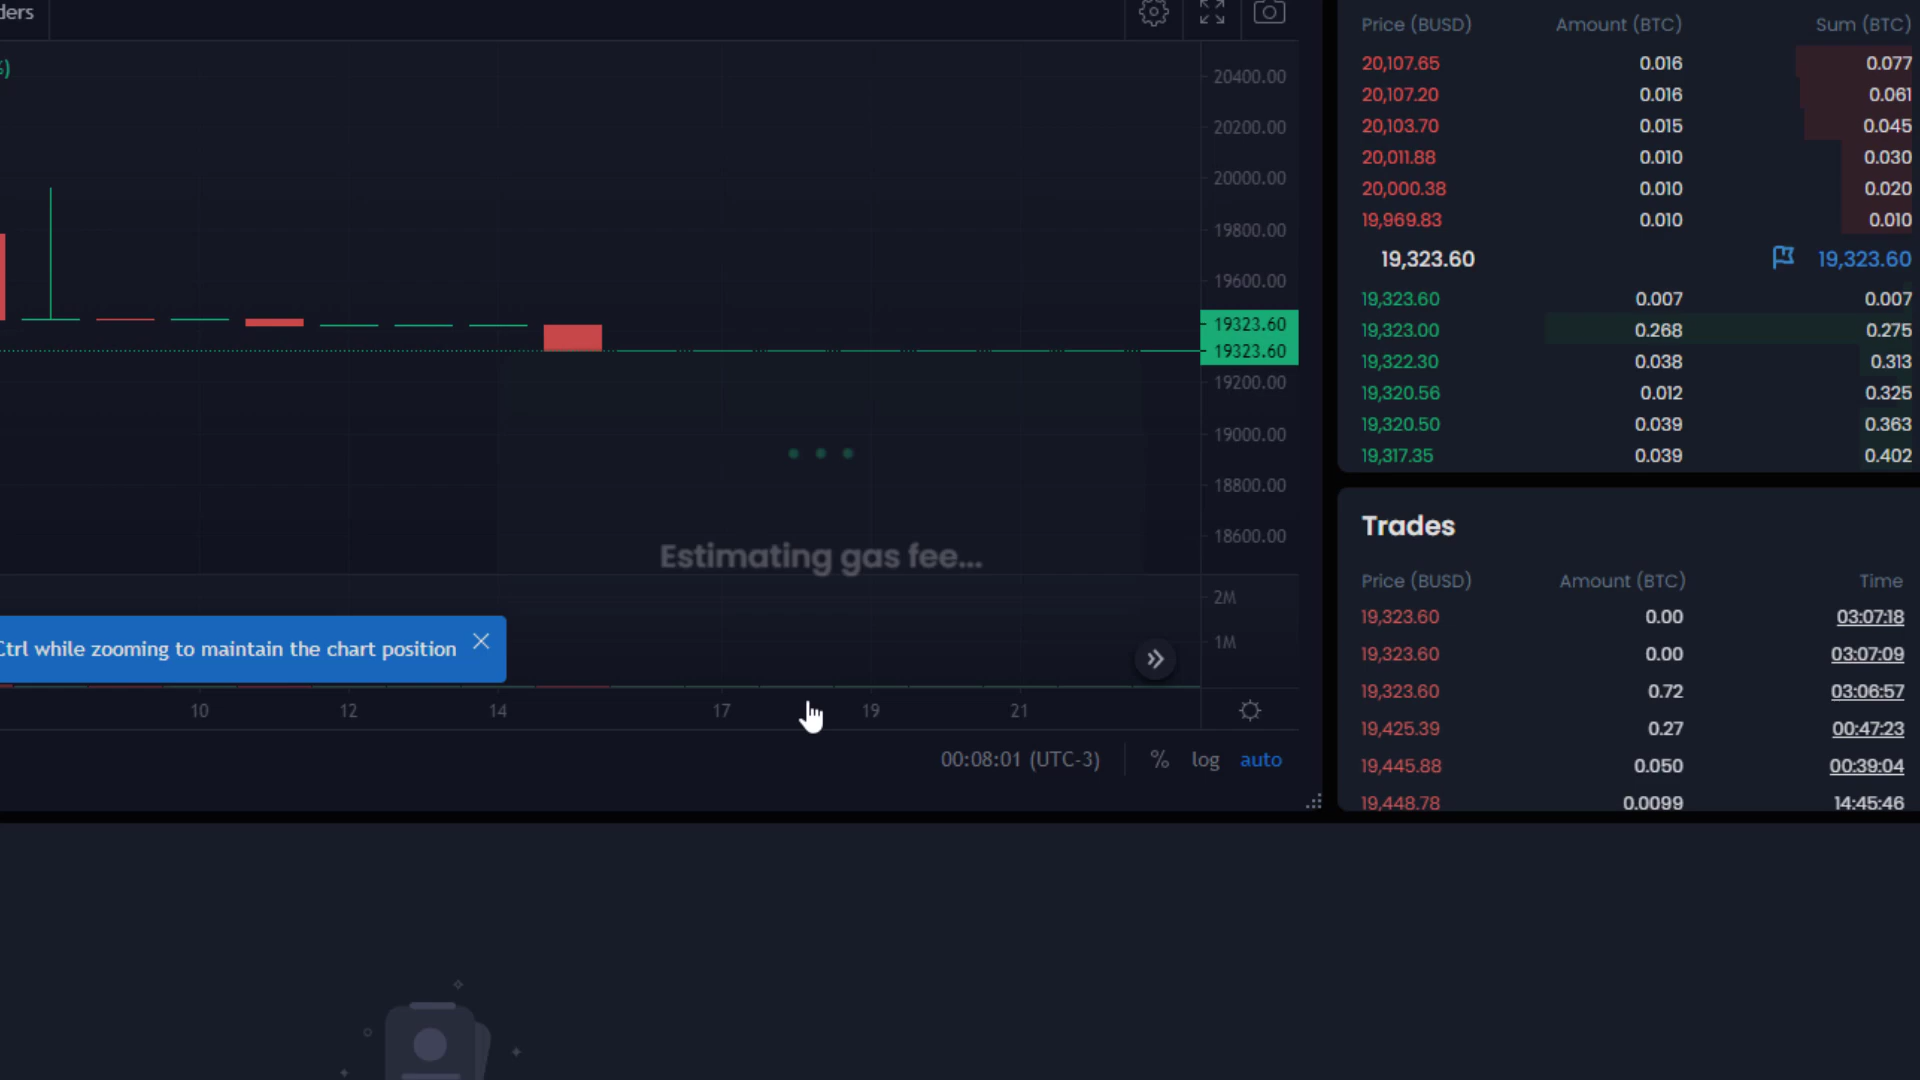 ders
%)
20400.00
20200.00
20000.00
19800.00
19600.00
19323.60
19323.60
19200.00
19000.00
18800.00
18600.00
2M
1M
Estimating gas fee...
Ctrl while zooming to maintain the chart position
10 12 14 17 19 21
00:08:01 (UTC-3) % log auto
Price (BUSD) Amount (BTC) Sum (BTC)
20,107.65 0.016 0.077
20,107.20 0.016 0.061
20,103.70 0.015 0.045
20,011.88 0.010 0.030
20,000.38 0.010 0.020
19,969.83 0.010 0.010
19,323.60 19,323.60
19,323.60 0.007 0.007
19,323.00 0.268 0.275
19,322.30 0.038 0.313
19,320.56 0.012 0.325
19,320.50 0.039 0.363
19,317.35 0.039 0.402
Trades
Price (BUSD) Amount (BTC) Time
19,323.60 0.00 03:07:18
19,323.60 0.00 03:07:09
19,323.60 0.72 03:06:57
19,425.39 0.27 00:47:23
19,445.88 0.050 00:39:04
19,448.78 0.0099 14:45:46